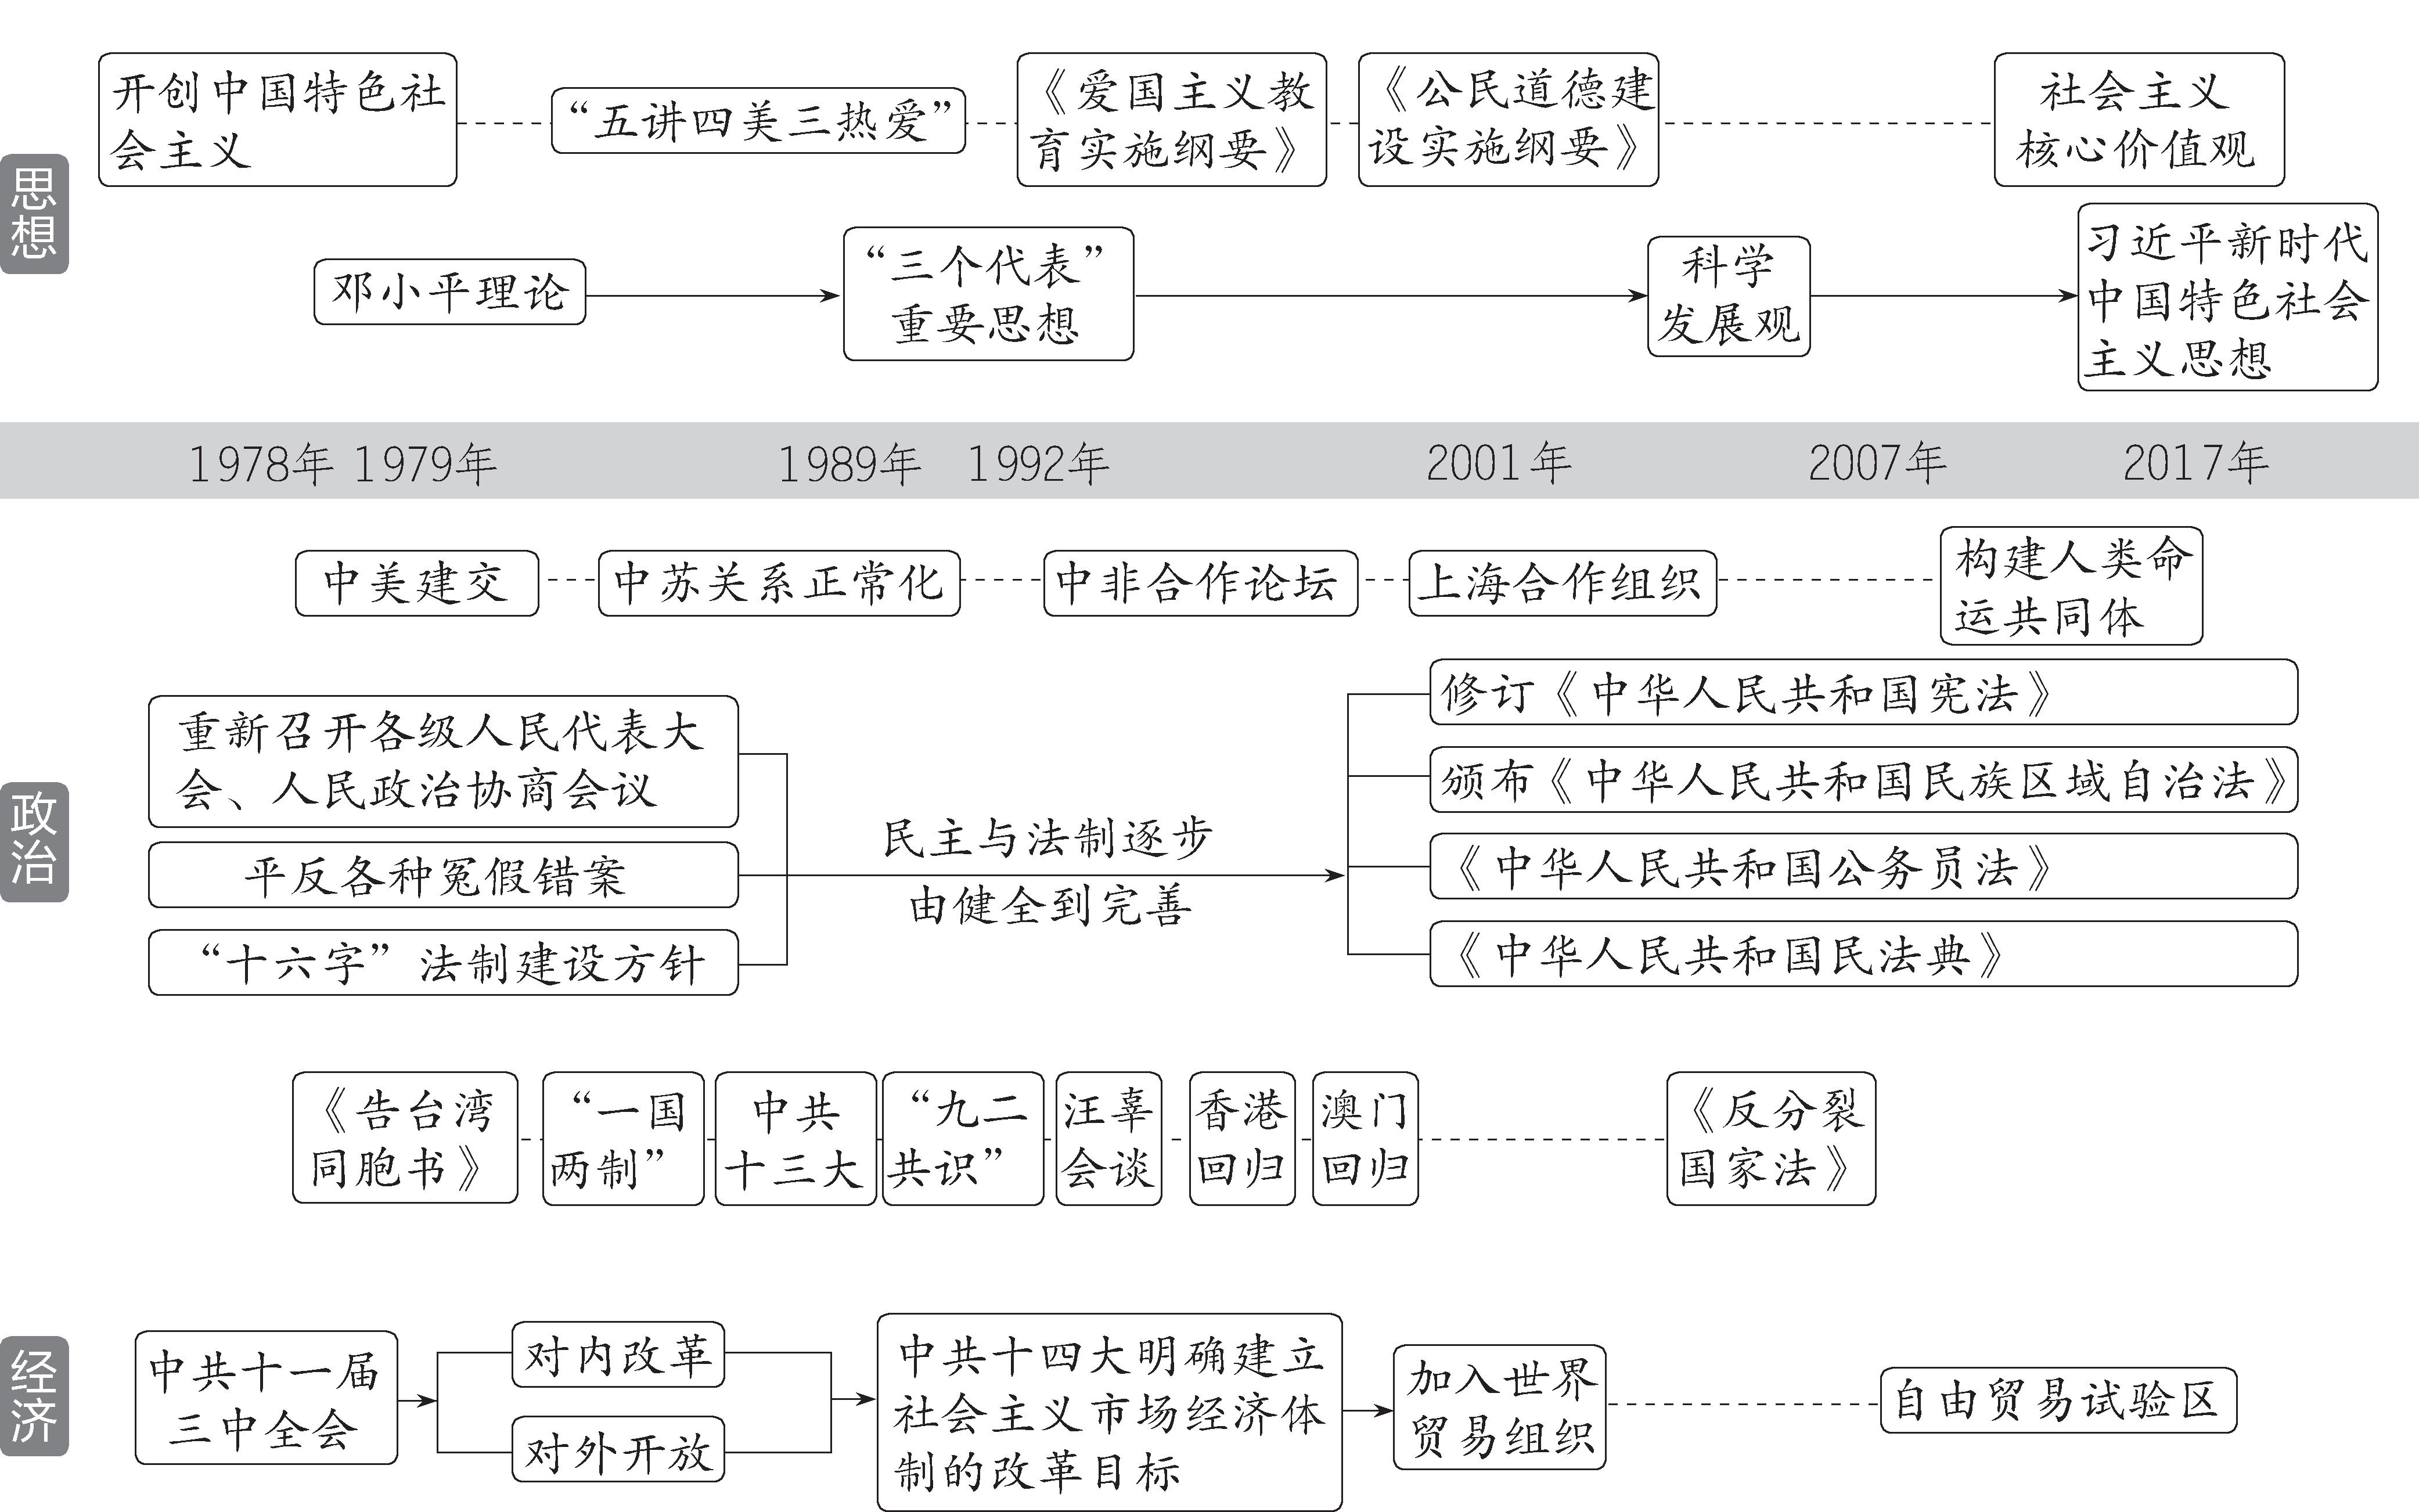 思想
开创中国特色社
会主义
“五讲四美三热爱”
《爱国主义教
育实施纲要》
《公民道德建
设实施纲要》
社会主义
核心价值观
邓小平理论
“三个代表”
重要思想
科学
发展观
习近平新时代
中国特色社会
主义思想
1978年 1979年 1989年 1992年 2001年 2007年 2017年
政治
中美建交
中苏关系正常化
中非合作论坛
上海合作组织
构建人类命
运共同体
重新召开各级人民代表大
会、人民政治协商会议
平反各种冤假错案
“十六字”法制建设方针
民主与法制逐步
由健全到完善
修订《中华人民共和国宪法》
颁布《中华人民共和国民族区域自治法》
《中华人民共和国公务员法》
《中华人民共和国民法典》
《告台湾
同胞书》
“一国
两制”
中共
十三大
“九二
共识”
汪辜
会谈
香港
回归
澳门
回归
《反分裂
国家法》
经济
中共十一届
三中全会
对内改革
对外开放
中共十四大明确建立
社会主义市场经济体
制的改革目标
加入世界
贸易组织
自由贸易试验区